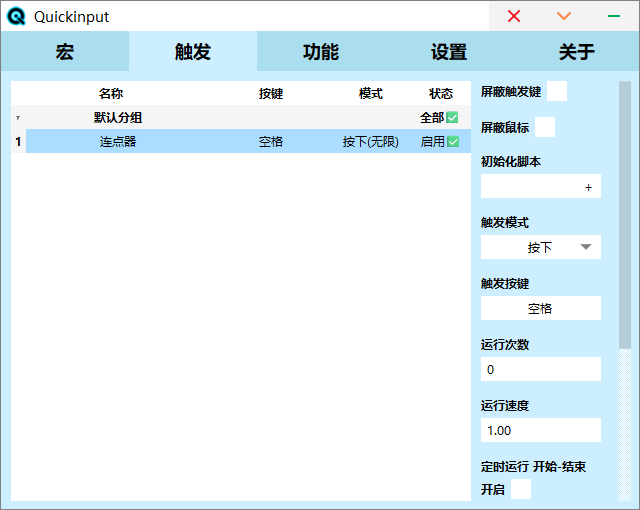 Quickinput
宏 触发 功能 设置 关于
名称 按键 模式 状态
默认分组 全部✅
1 连点器 空格 按下(无限) 启用✅
屏蔽触发键
屏蔽鼠标
初始化脚本
+
触发模式
按下
触发按键
空格
运行次数
0
运行速度
1.00
定时运行 开始-结束
开启